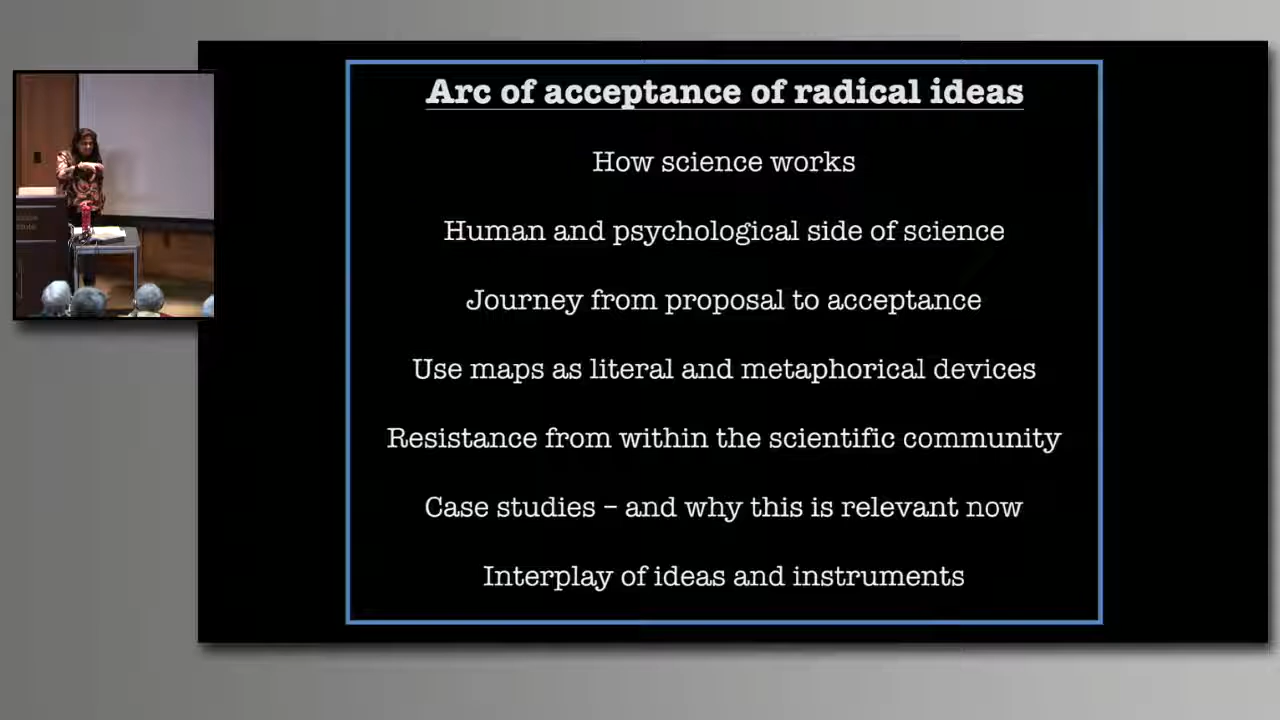 Arc of acceptance of radical ideas
How science works
Human and psychological side of science
Journey from proposal to acceptance
Use maps as literal and metaphorical devices
Resistance from within the scientific community
Case studies – and why this is relevant now
Interplay of ideas and instruments